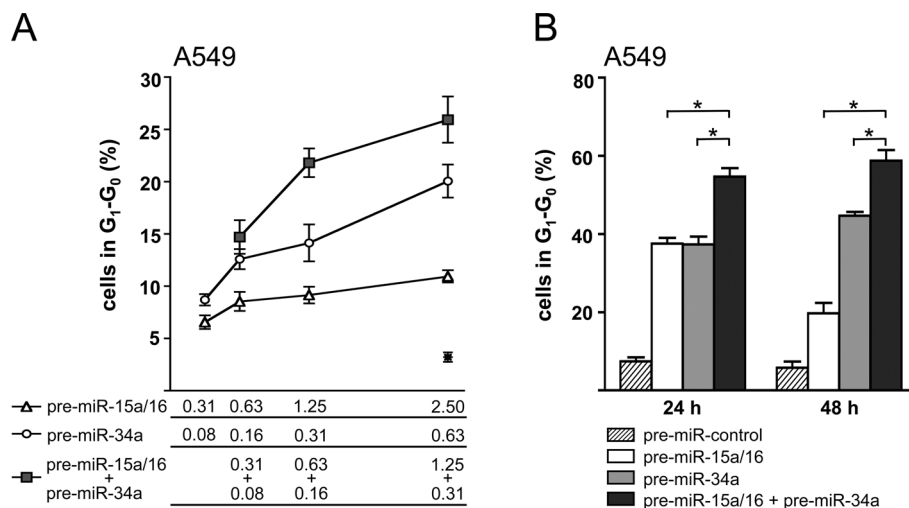 A
B
A549
A549
30
25
20
15
10
5
cells in G1-G0 (%)
80
60
40
20
cells in G1-G0 (%)
*
*
*
*
24 h
48 h
pre-miR-15a/16 0.31 0.63 1.25 2.50
pre-miR-34a 0.08 0.16 0.31 0.63
pre-miR-15a/16 0.31 0.63 1.25
+ + + +
pre-miR-34a 0.08 0.16 0.31
pre-miR-control
pre-miR-15a/16
pre-miR-34a
pre-miR-15a/16 + pre-miR-34a